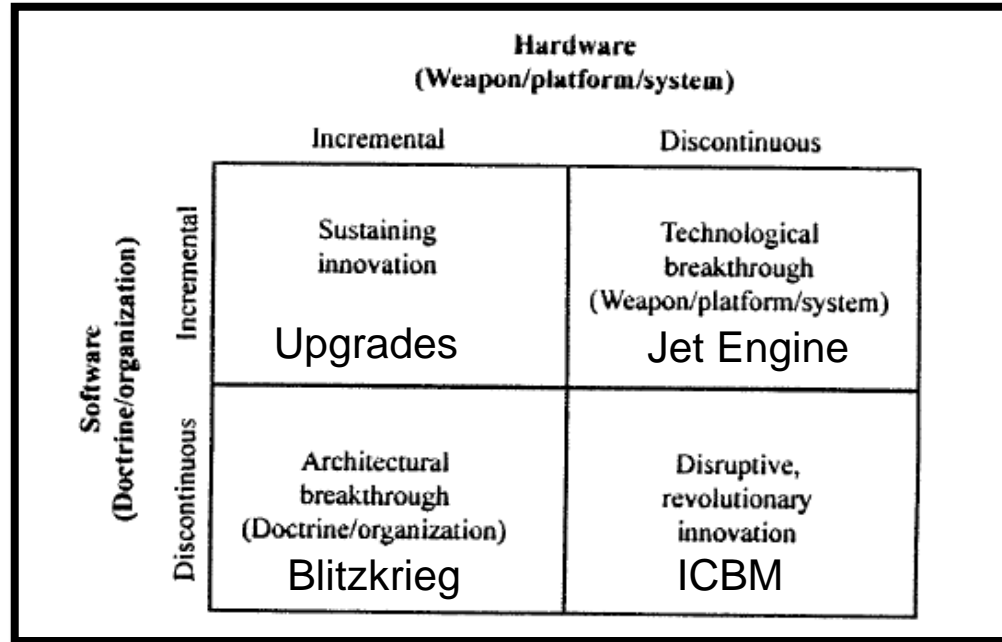 Hardware
(Weapon/platform/system)
Incremental
Discontinuous
Software
(Doctrine/organization)
Incremental
Sustaining
innovation
Upgrades
Technological
breakthrough
(Weapon/platform/system)
Jet Engine
Discontinuous
Architectural
breakthrough
(Doctrine/organization)
Blitzkrieg
Disruptive,
revolutionary
innovation
ICBM